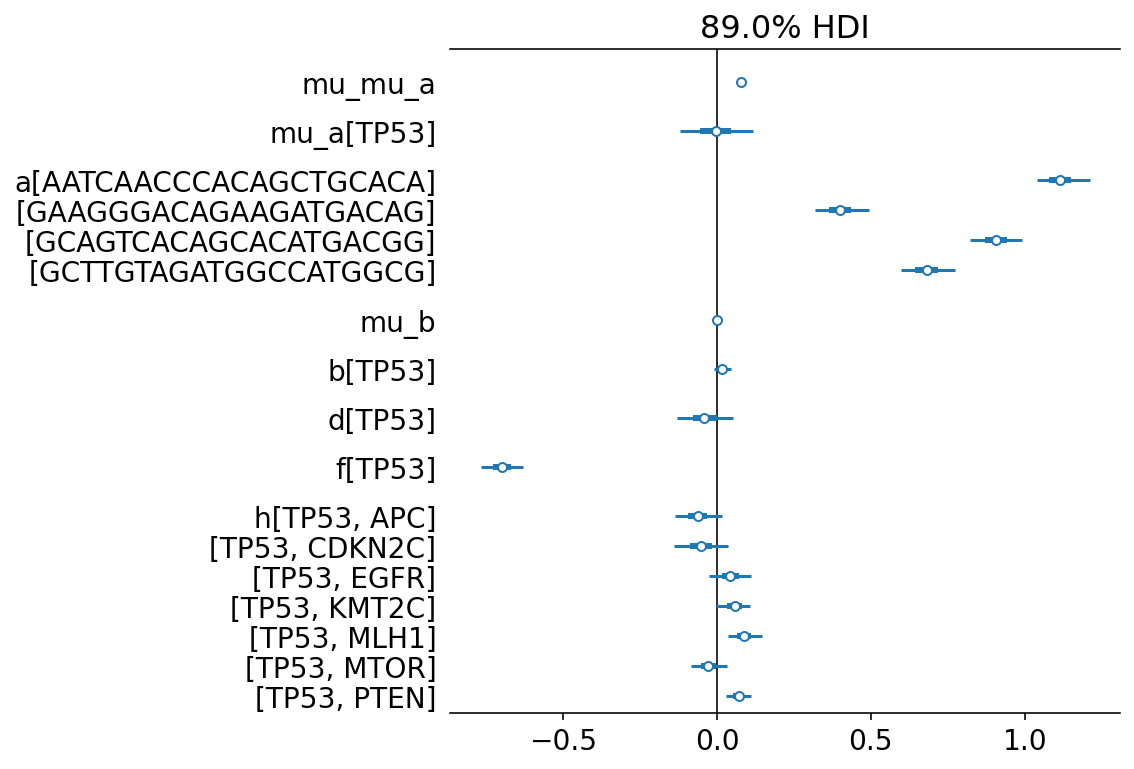 89.0% HDI
mu_mu_a
mu_a[TP53]
a[AATCAACCCACAGCTGCACA]
[GAAGGGACAGAAGATGACAG]
[GCAGTCACAGCACATGACGG]
[GCTTGTAGATGGCCATGGCG]
mu_b
b[TP53]
d[TP53]
f[TP53]
h[TP53, APC]
[TP53, CDKN2C]
[TP53, EGFR]
[TP53, KMT2C]
[TP53, MLH1]
[TP53, MTOR]
[TP53, PTEN]
−0.5 0.0 0.5 1.0